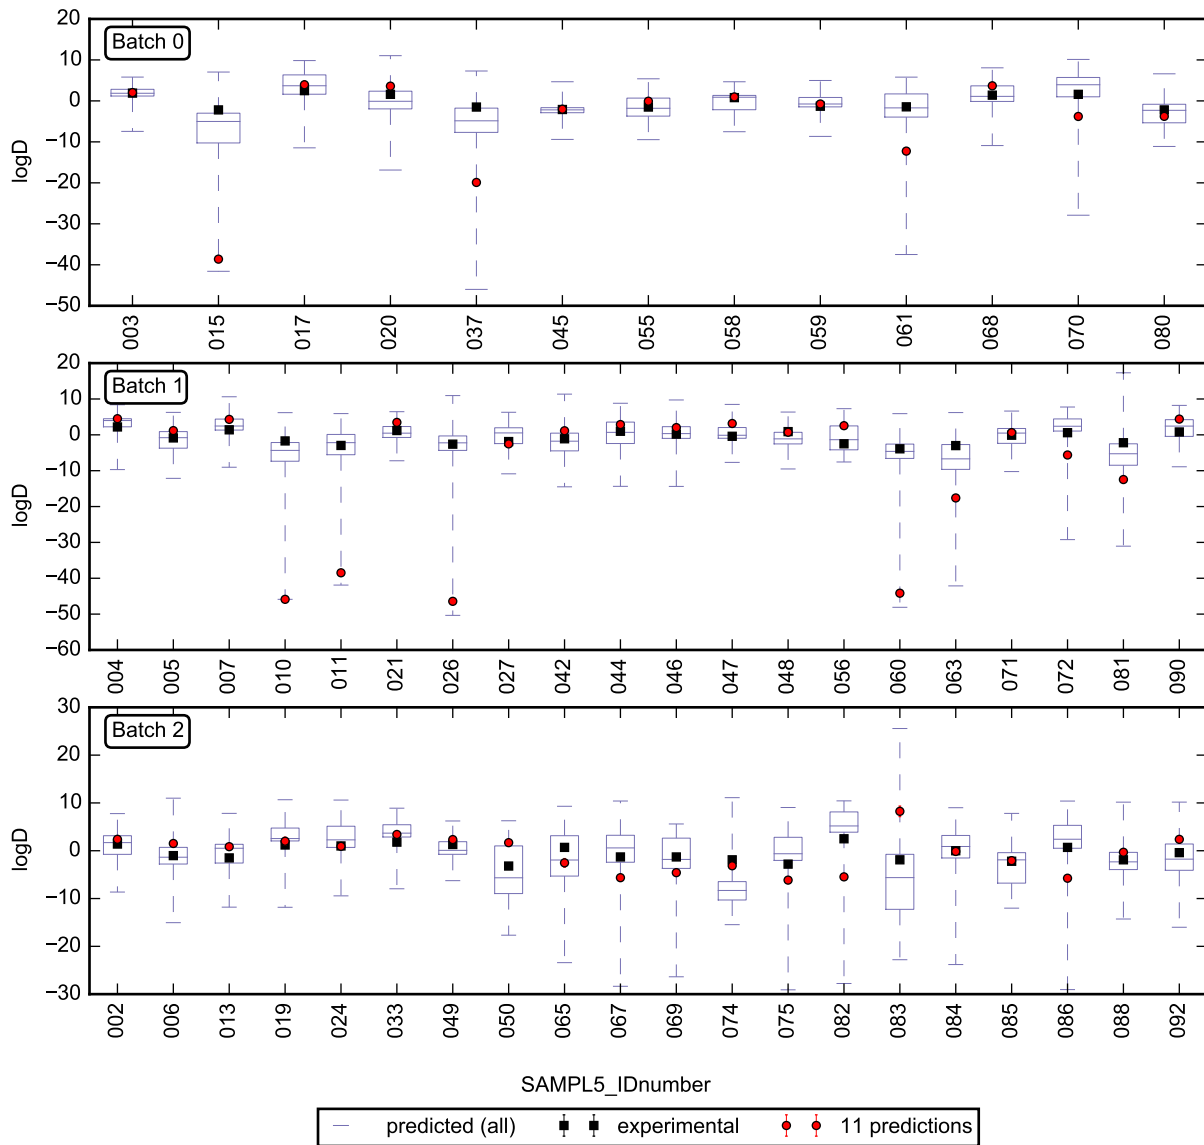 Batch 0
20
10
0
−10
−20
−30
−40
−50
logD
003 015 017 020 037 045 055 058 059 061 068 070 080
Batch 1
20
10
0
−10
−20
−30
−40
−50
−60
logD
004 005 007 010 011 021 026 027 042 044 046 047 048 056 060 063 071 072 081 090
Batch 2
30
20
10
0
−10
−20
−30
logD
002 006 013 019 024 033 049 050 065 067 069 074 075 082 083 084 085 086 088 092
SAMPL5_IDnumber
predicted (all) experimental 11 predictions